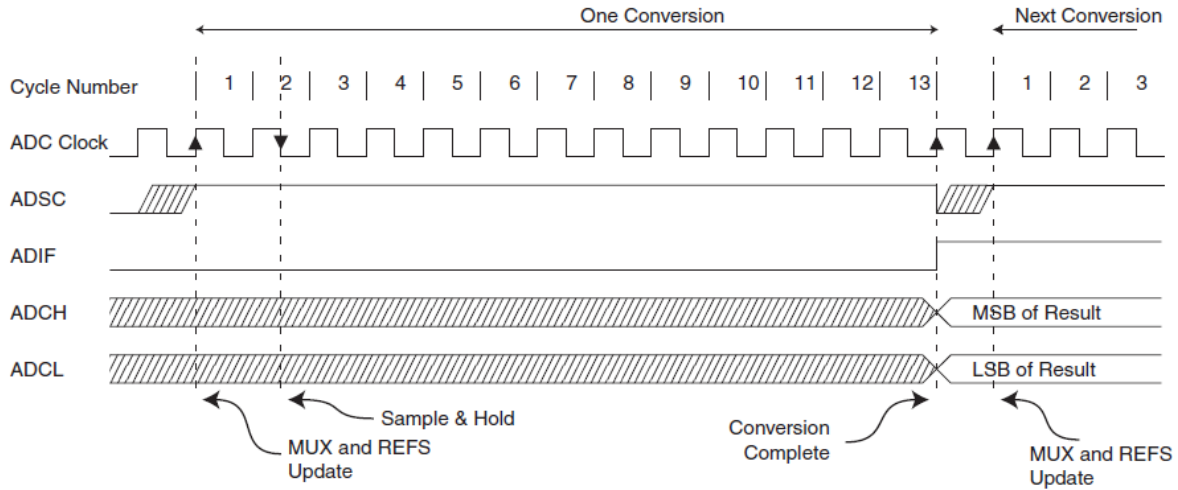 One Conversion
Next Conversion
Cycle Number
1 2 3 4 5 6 7 8 9 10 11 12 13 1 2 3
ADC Clock
ADSC
ADIF
ADCH
MSB of Result
ADCL
LSB of Result
Sample & Hold
MUX and REFS
Update
Conversion
Complete
MUX and REFS
Update